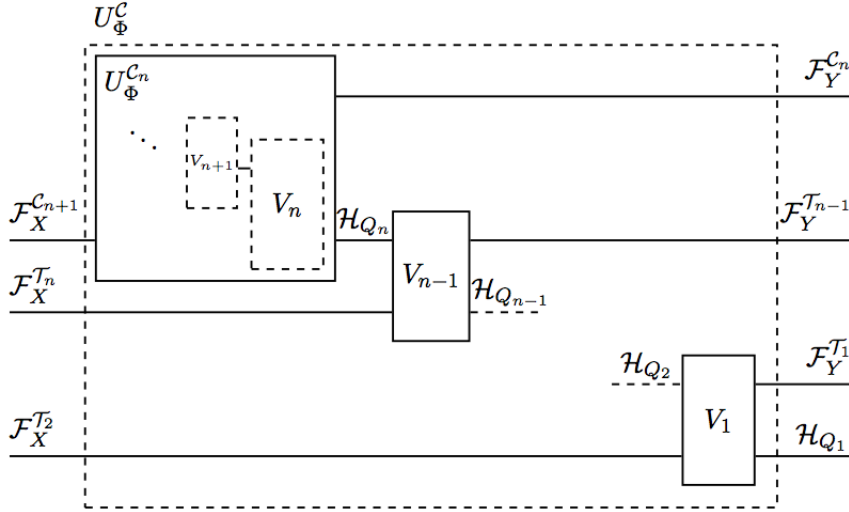 U_Φ^𝒞
U_Φ^{𝒞_n}
ℱ_Y^{𝒞_n}
⋱
V_{n+1}
V_n
ℱ_X^{𝒞_{n+1}}
ℋ_{Q_n}
ℱ_Y^{𝒯_{n−1}}
ℱ_X^{𝒯_n}
V_{n−1}
ℋ_{Q_{n−1}}
ℋ_{Q_2}
ℱ_Y^{𝒯_1}
ℱ_X^{𝒯_2}
V_1
ℋ_{Q_1}